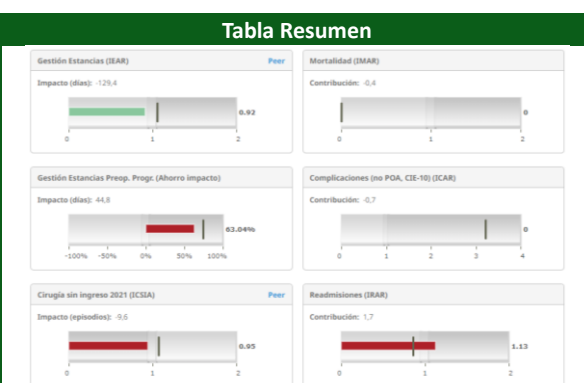 Tabla Resumen
Gestión Estancias (IEAR) Peer
Impacto (días): -129,4
0.92
0 1 2
Mortalidad (IMAR)
Contribución: -0,4
0
0 1 2
Gestión Estancias Preop. Progr. (Ahorro impacto)
Impacto (días): 44,8
63.04%
-100% -50% 0% 50% 100%
Complicaciones (no POA, CIE-10) (ICAR)
Contribución: -0,7
0
0 1 2 3 4
Cirugía sin ingreso 2021 (ICSIA) Peer
Impacto (episodios): -9,6
0.95
0 1 2
Readmisiones (IRAR)
Contribución: 1,7
1.13
0 1 2